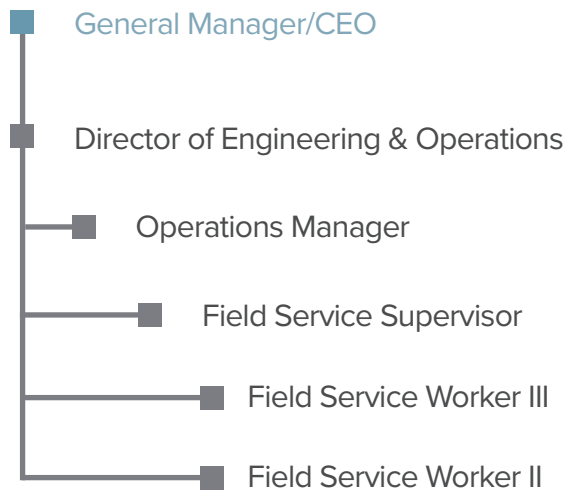 General Manager/CEO
Director of Engineering & Operations
Operations Manager
Field Service Supervisor
Field Service Worker III
Field Service Worker II